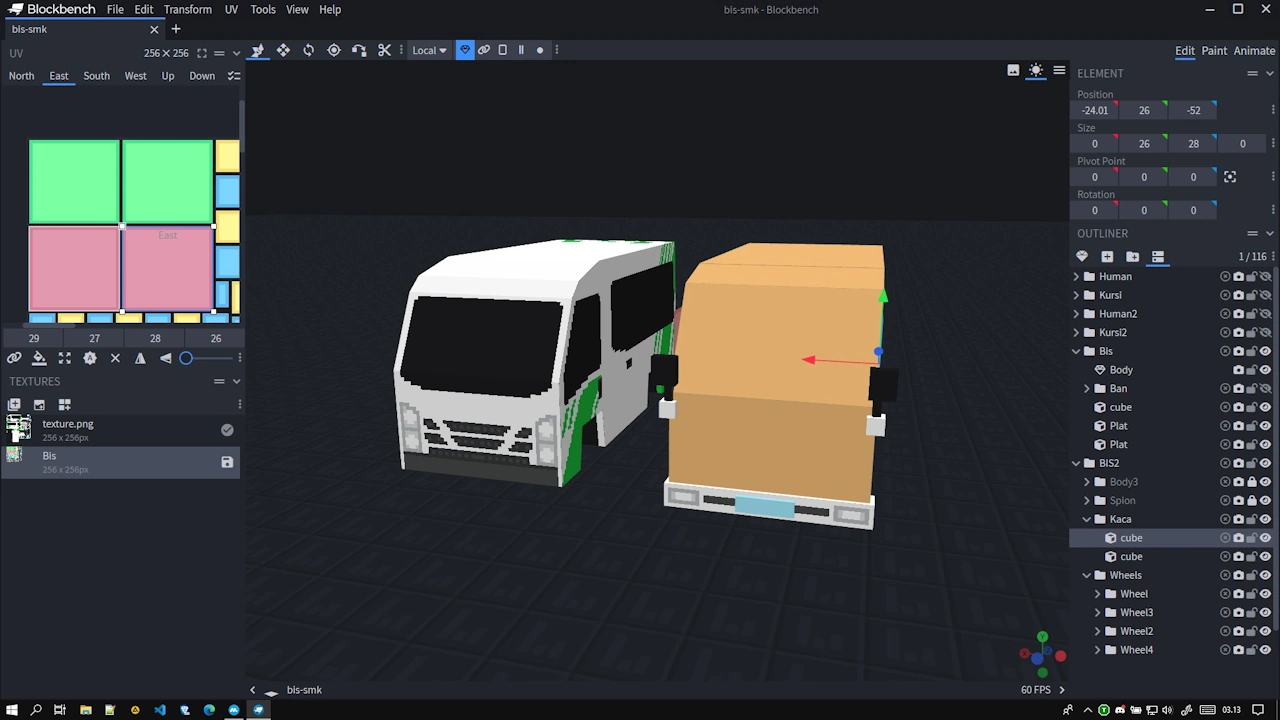 Blockbench File Edit Transform UV Tools View Help
bis-smk - Blockbench
bis-smk
UV 256 × 256
Local
Edit Paint Animate
North East South West Up Down
East
29 27 28 26
TEXTURES
texture.png
256 x 256px
Bis
256 x 256px
ELEMENT
Position
-24.01 26 -52
Size
0 26 28 0
Pivot Point
0 0 0
Rotation
0 0 0
OUTLINER
1 / 116
Human
Kursi
Human2
Kursi2
Bis
Body
Ban
cube
Plat
Plat
BIS2
Body3
Spion
Kaca
cube
cube
Wheels
Wheel
Wheel3
Wheel2
Wheel4
bis-smk
60 FPS
03.13